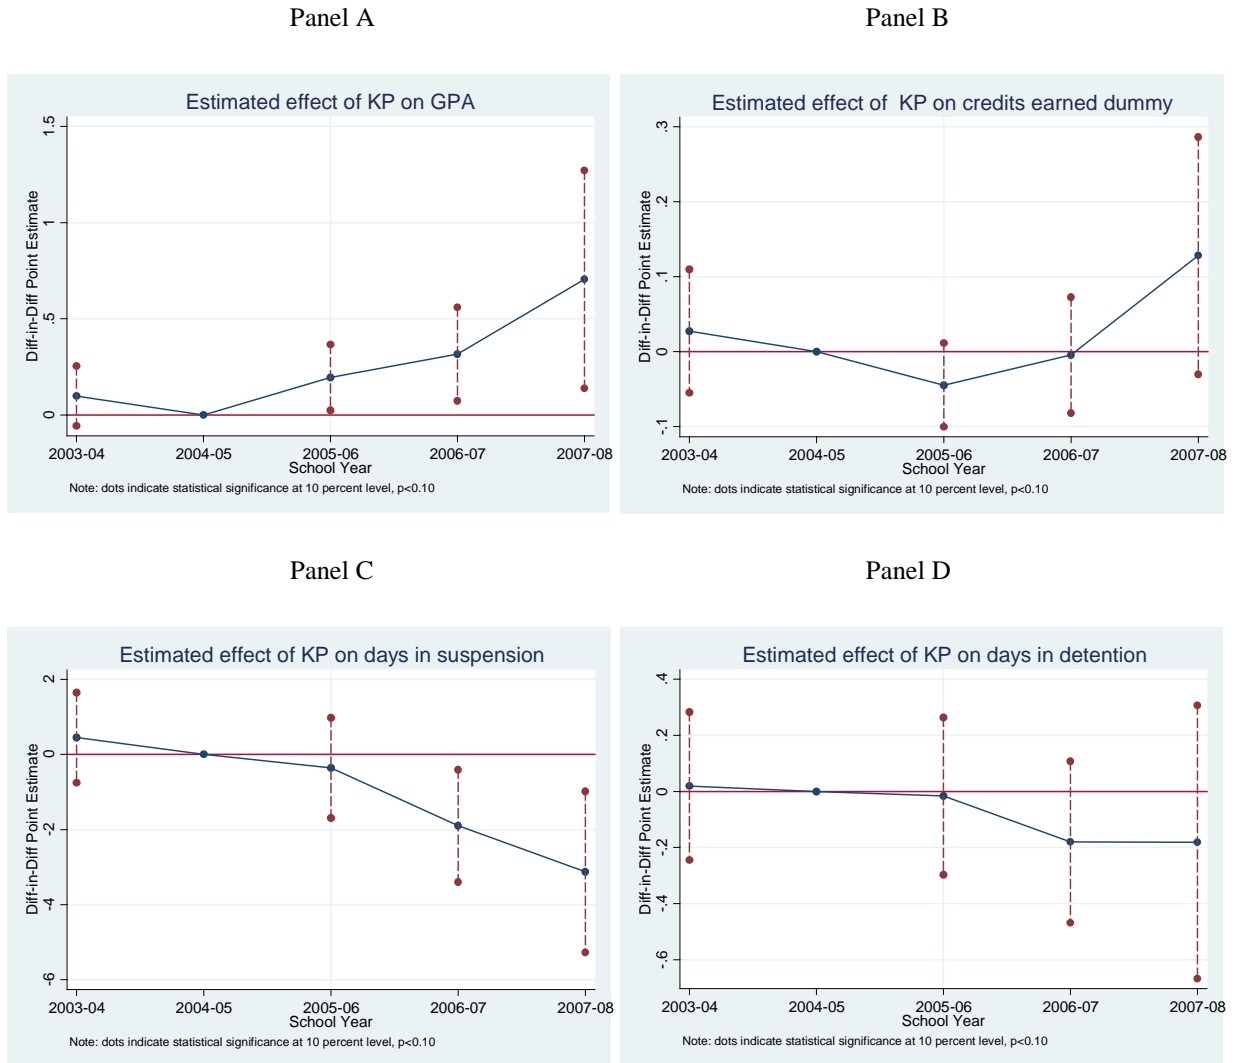 Panel A
Panel B
Estimated effect of KP on GPA
Diff-in-Diff Point Estimate
1.5
1
.5
0
2003-04 2004-05 2005-06 2006-07 2007-08
School Year
Note: dots indicate statistical significance at 10 percent level, p<0.10
Estimated effect of KP on credits earned dummy
Diff-in-Diff Point Estimate
.3
.2
.1
0
-.1
2003-04 2004-05 2005-06 2006-07 2007-08
School Year
Note: dots indicate statistical significance at 10 percent level, p<0.10
Panel C
Panel D
Estimated effect of KP on days in suspension
Diff-in-Diff Point Estimate
2
0
-2
-4
-6
2003-04 2004-05 2005-06 2006-07 2007-08
School Year
Note: dots indicate statistical significance at 10 percent level, p<0.10
Estimated effect of KP on days in detention
Diff-in-Diff Point Estimate
.4
.2
0
-.2
-.4
-.6
2003-04 2004-05 2005-06 2006-07 2007-08
School Year
Note: dots indicate statistical significance at 10 percent level, p<0.10